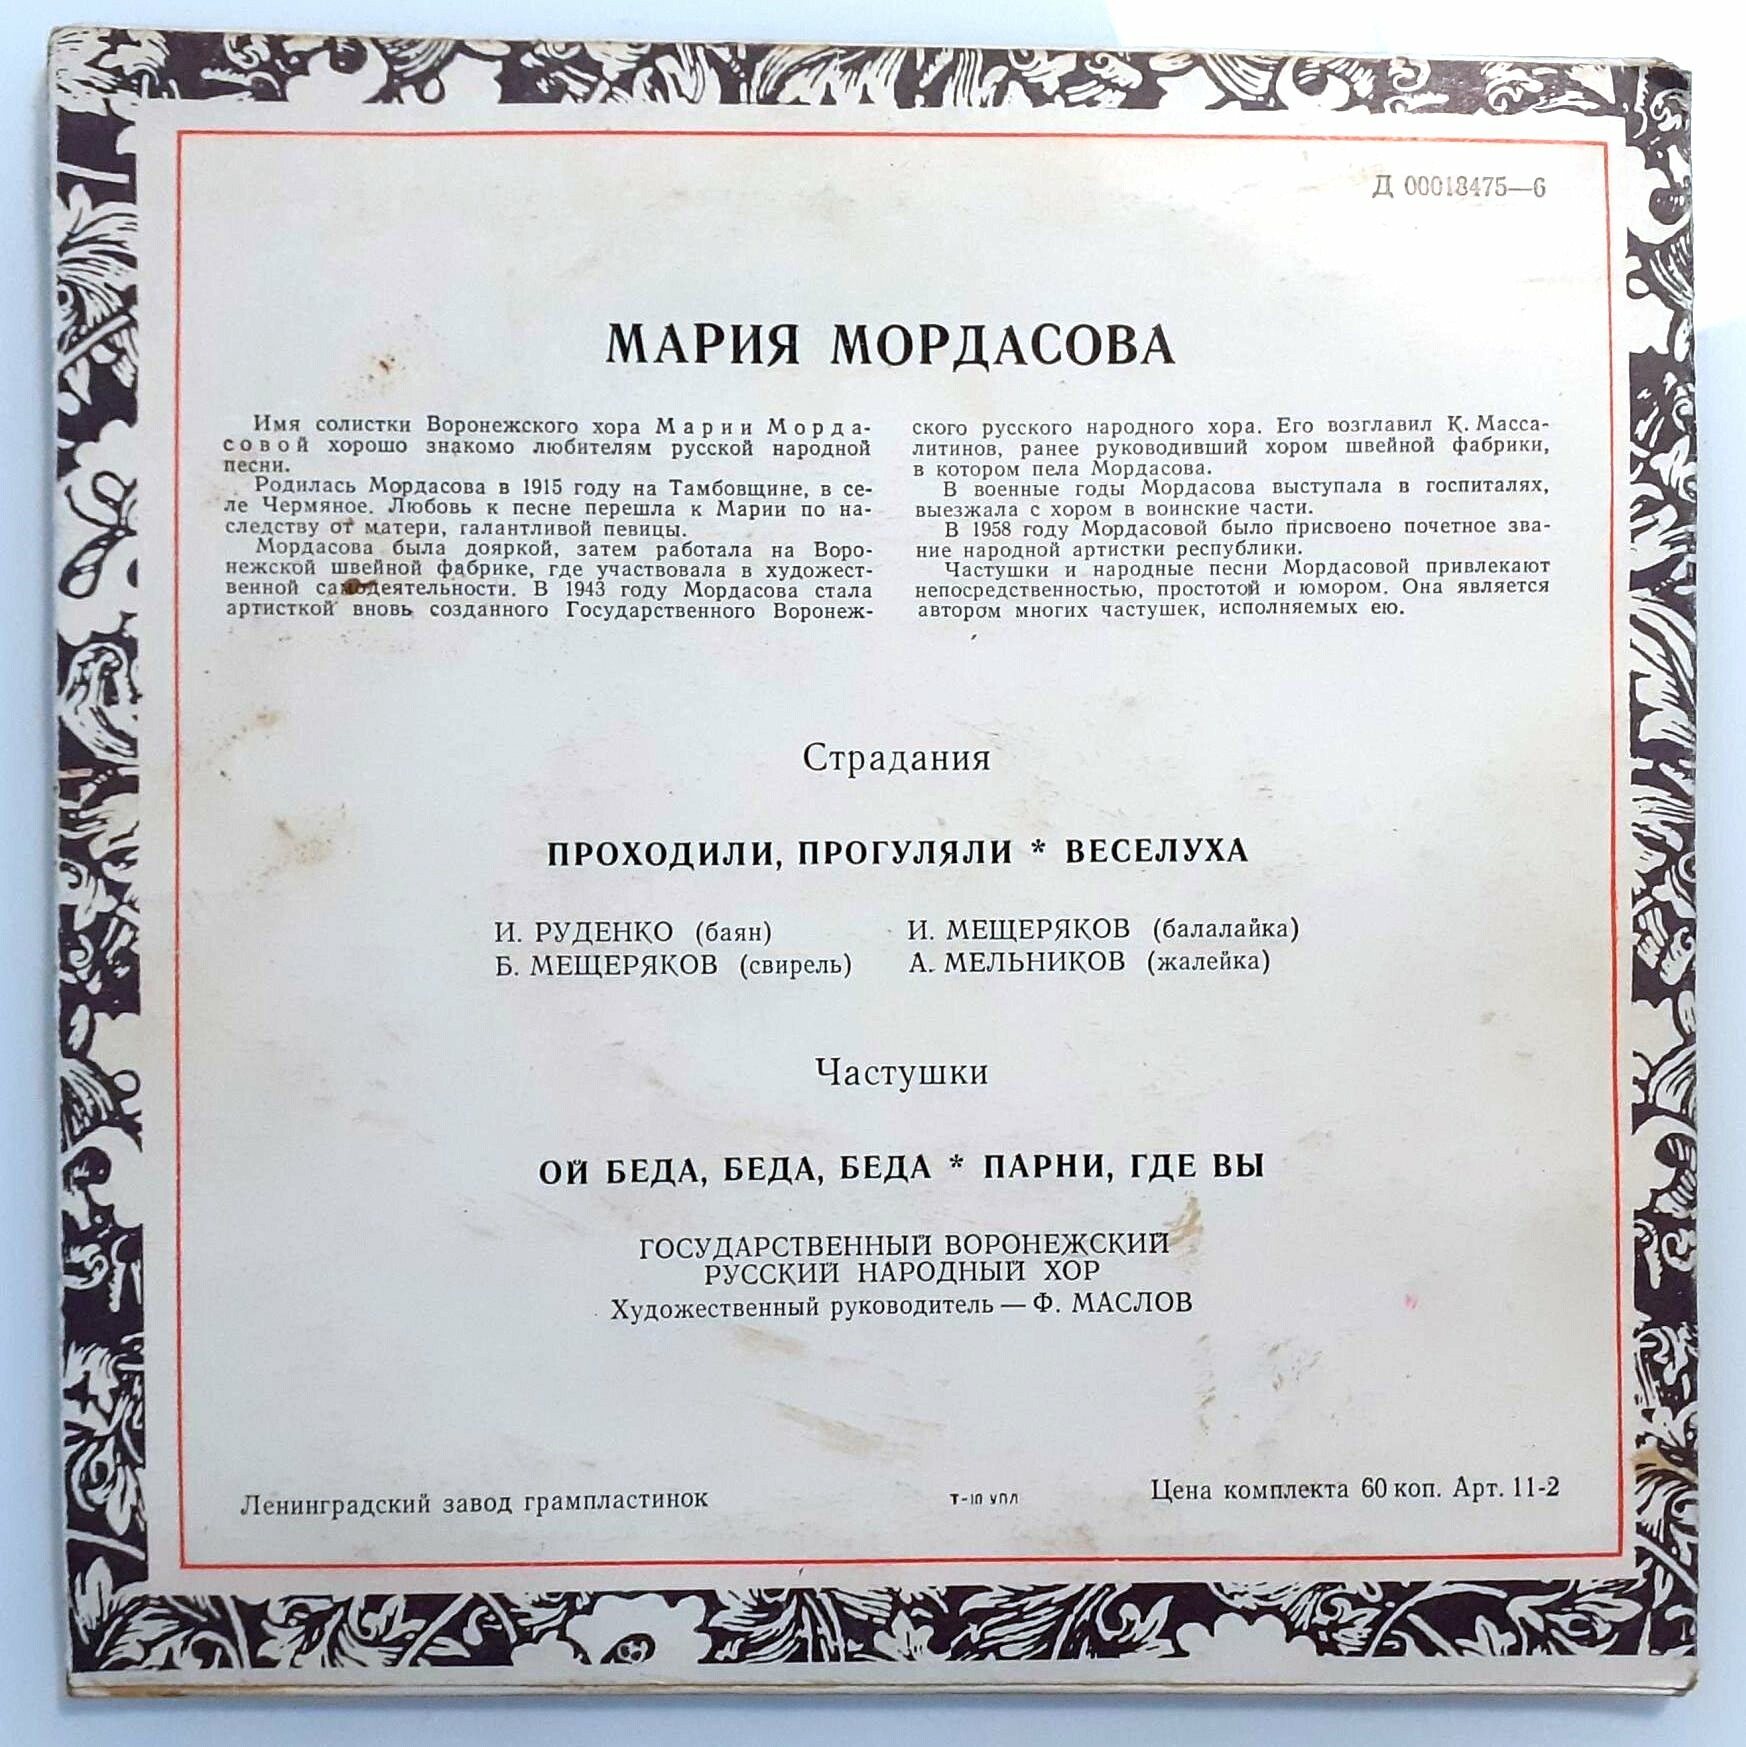 Д 00018475—6
МАРИЯ МОРДАСОВА
Имя солистки Воронежского хора Марии Морда-
совой хорошо знакомо любителям русской народной
песни.
Родилась Мордасова в 1915 году на Тамбовщине, в се-
ле Чермяное. Любовь к песне перешла к Марии по на-
следству от матери, галантливой певицы.
Мордасова была дояркой, затем работала на Воро-
нежской швейной фабрике, где участвовала в художест-
венной самодеятельности. В 1943 году Мордасова стала
артисткой вновь созданного Государственного Воронеж-
ского русского народного хора. Его возглавил К. Масса-
литинов, ранее руководивший хором швейной фабрики,
в котором пела Мордасова.
В военные годы Мордасова выступала в госпиталях,
выезжала с хором в воинские части.
В 1958 году Мордасовой было присвоено почетное зва-
ние народной артистки республики.
Частушки и народные песни Мордасовой привлекают
непосредственностью, простотой и юмором. Она является
автором многих частушек, исполняемых ею.
Страдания
ПРОХОДИЛИ, ПРОГУЛЯЛИ * ВЕСЕЛУХА
И. РУДЕНКО (баян) И. МЕЩЕРЯКОВ (балалайка)
Б. МЕЩЕРЯКОВ (свирель) А. МЕЛЬНИКОВ (жалейка)
Частушки
ОЙ БЕДА, БЕДА, БЕДА * ПАРНИ, ГДЕ ВЫ
ГОСУДАРСТВЕННЫЙ ВОРОНЕЖСКИЙ
РУССКИЙ НАРОДНЫЙ ХОР
Художественный руководитель — Ф. МАСЛОВ
Ленинградский завод грампластинок Т-10 УПЛ Цена комплекта 60 коп. Арт. 11-2